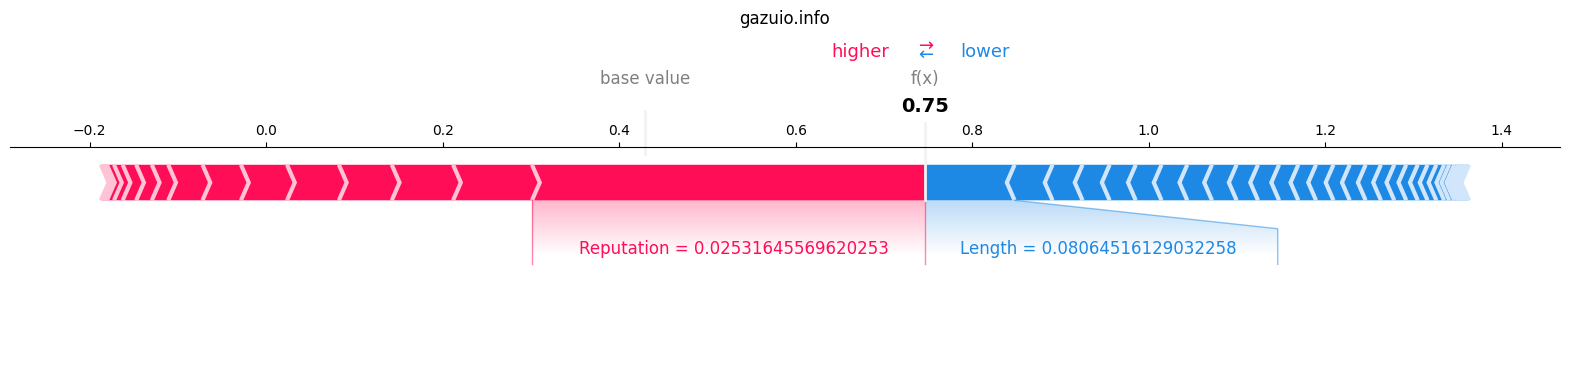 gazuio.info
higher → ← lower
base value f(x)
0.75
−0.2 0.0 0.2 0.4 0.6 0.8 1.0 1.2 1.4
Reputation = 0.02531645569620253 Length = 0.08064516129032258